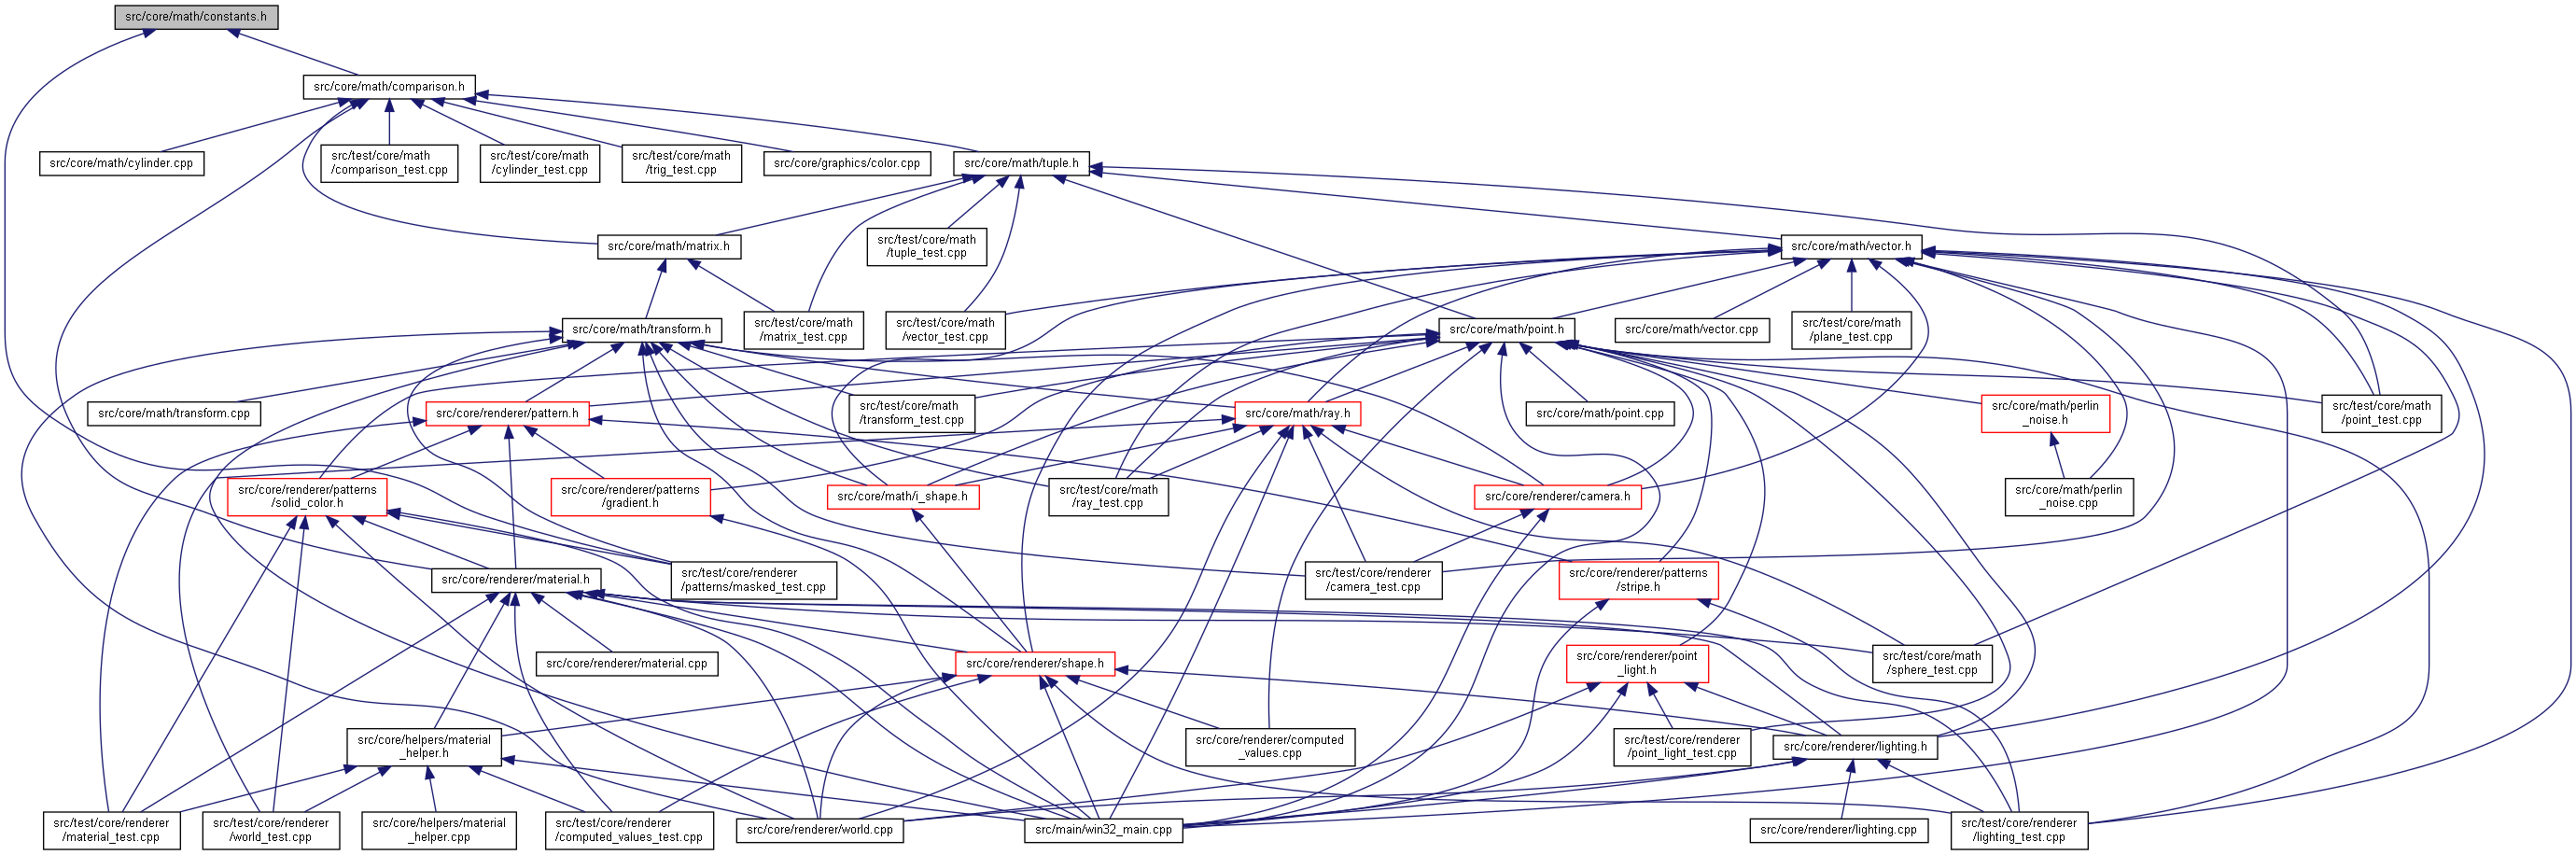 src/core/math/constants.h
src/core/math/comparison.h
src/core/math/cylinder.cpp
src/test/core/math
/comparison_test.cpp
src/test/core/math
/cylinder_test.cpp
src/test/core/math
/trig_test.cpp
src/core/graphics/color.cpp
src/core/math/tuple.h
src/core/math/matrix.h
src/test/core/math
/tuple_test.cpp
src/core/math/vector.h
src/core/math/transform.h
src/test/core/math
/matrix_test.cpp
src/test/core/math
/vector_test.cpp
src/core/math/point.h
src/core/math/vector.cpp
src/test/core/math
/plane_test.cpp
src/core/math/transform.cpp
src/core/renderer/pattern.h
src/test/core/math
/transform_test.cpp
src/core/math/ray.h
src/core/math/point.cpp
src/core/math/perlin
_noise.h
src/test/core/math
/point_test.cpp
src/core/renderer/patterns
/solid_color.h
src/core/renderer/patterns
/gradient.h
src/core/math/i_shape.h
src/test/core/math
/ray_test.cpp
src/core/renderer/camera.h
src/core/math/perlin
_noise.cpp
src/core/renderer/material.h
src/test/core/renderer
/patterns/masked_test.cpp
src/test/core/renderer
/camera_test.cpp
src/core/renderer/patterns
/stripe.h
src/core/renderer/material.cpp
src/core/renderer/shape.h
src/core/renderer/point
_light.h
src/test/core/math
/sphere_test.cpp
src/core/helpers/material
_helper.h
src/core/renderer/computed
_values.cpp
src/test/core/renderer
/point_light_test.cpp
src/core/renderer/lighting.h
src/test/core/renderer
/material_test.cpp
src/test/core/renderer
/world_test.cpp
src/core/helpers/material
_helper.cpp
src/test/core/renderer
/computed_values_test.cpp
src/core/renderer/world.cpp
src/main/win32_main.cpp
src/core/renderer/lighting.cpp
src/test/core/renderer
/lighting_test.cpp